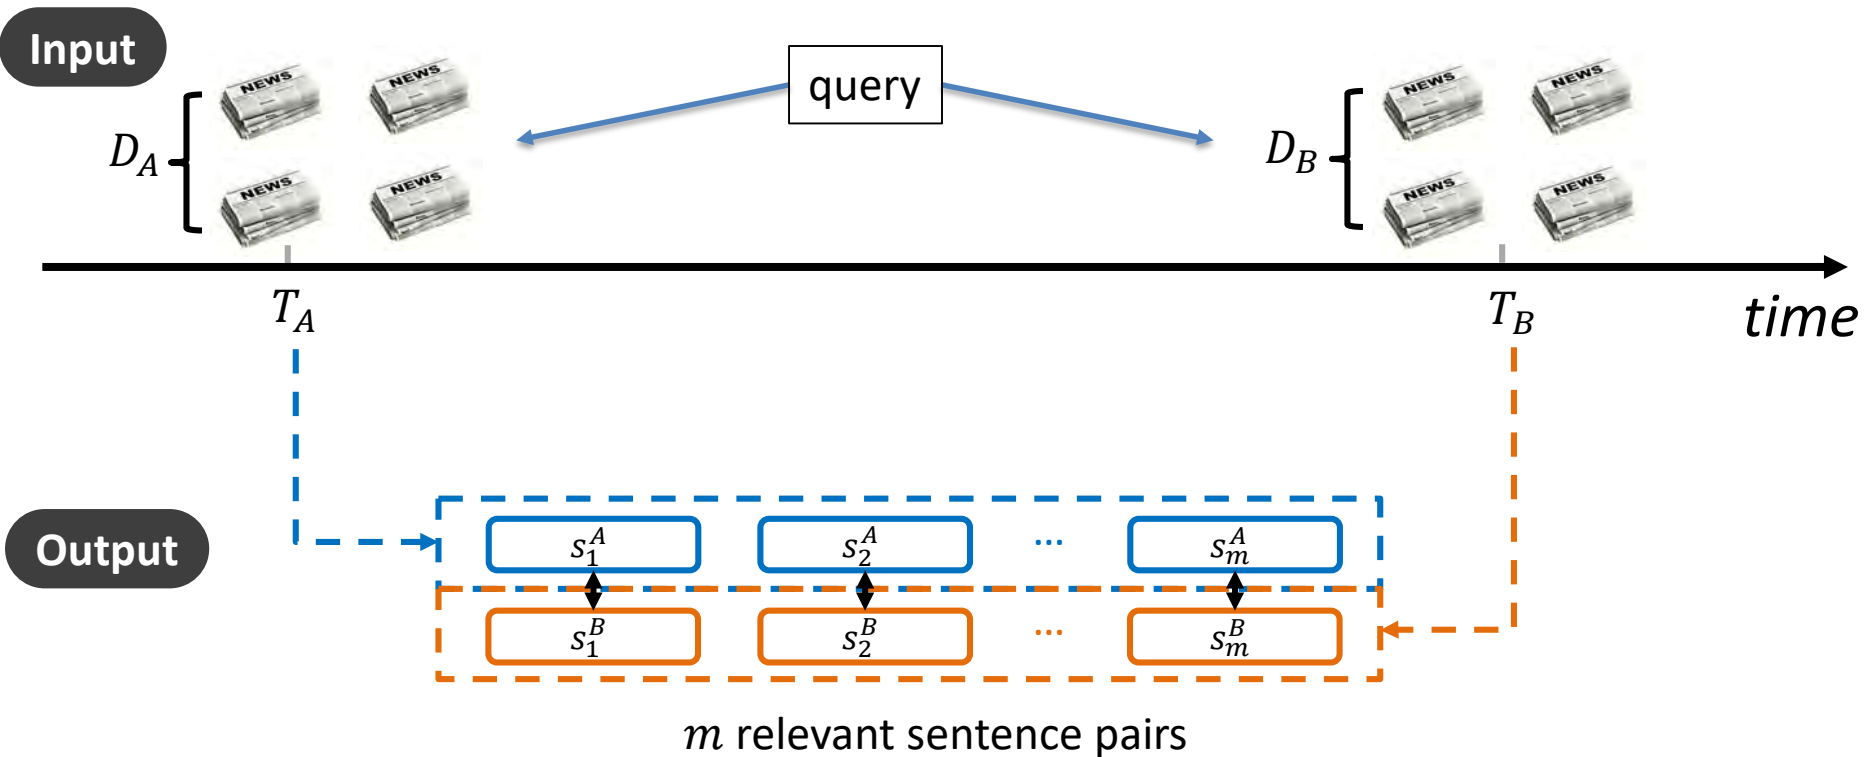 Input
NEWS NEWS
query
NEWS NEWS
D_A
D_B
NEWS NEWS
NEWS NEWS
T_A
T_B
time
Output
s_1^A s_2^A ... s_m^A
s_1^B s_2^B ... s_m^B
m relevant sentence pairs